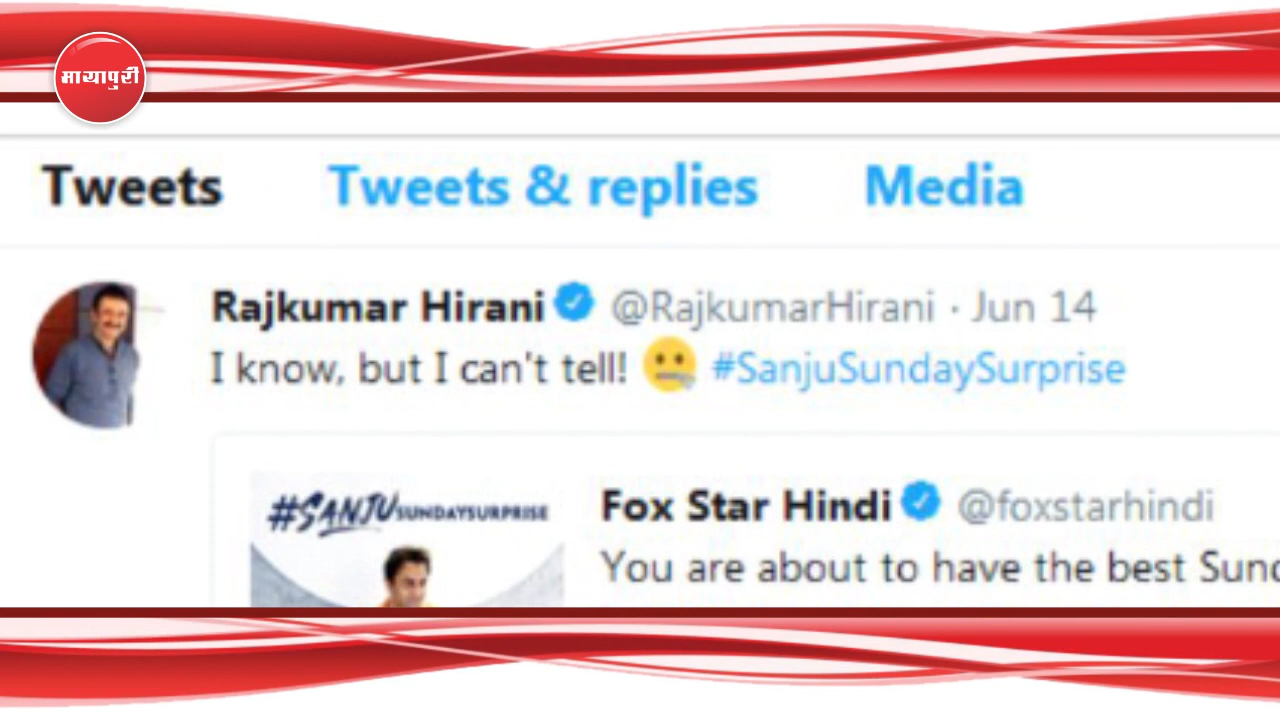 मायापुरी
Tweets Tweets & replies Media
Rajkumar Hirani @RajkumarHirani · Jun 14
I know, but I can't tell! 🤐 #SanjuSundaySurprise
#SANJUSUNDAYSURPRISE
Fox Star Hindi @foxstarhindi
You are about to have the best